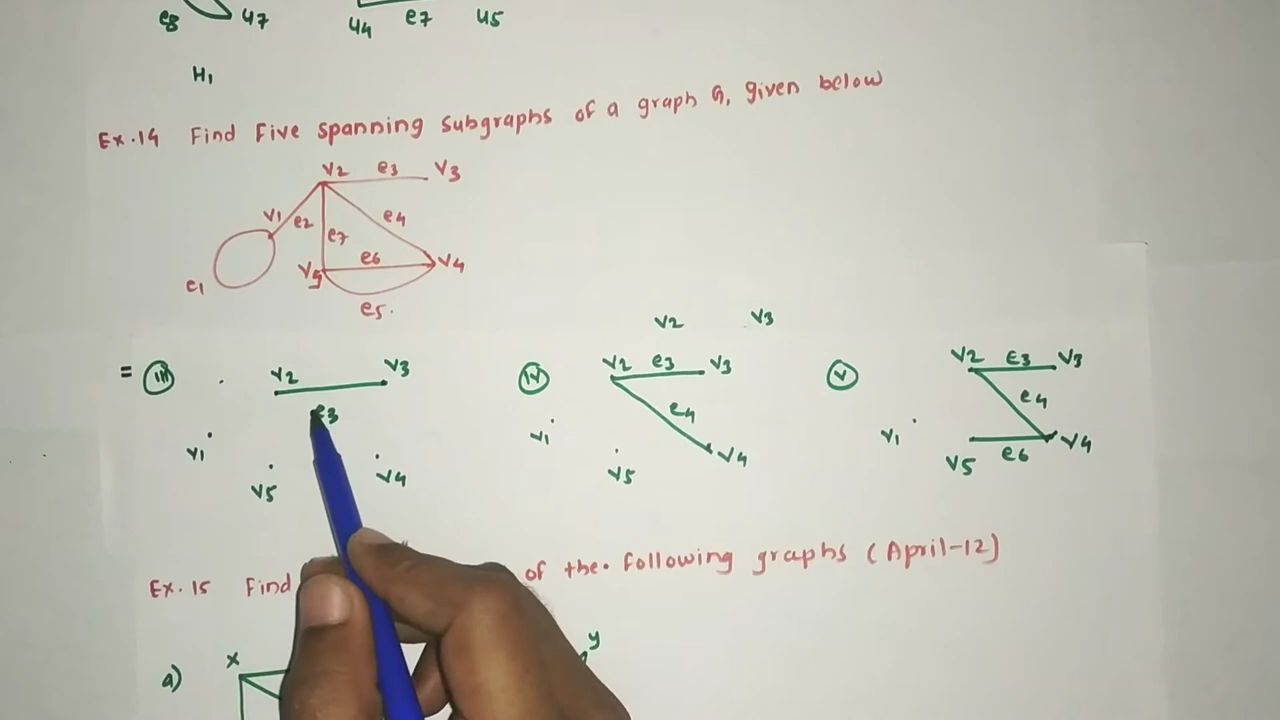 e8 u7 u4 e7 u5
H1
Ex.14 Find Five spanning subgraphs of a graph G, given below
v2 e3 v3
v1 e2 e4
e7
e6
v5 v4
e1
e5.
v2 v3
= (iii) v2 v3 (iv) v2 e3 v3 (v) v2 E3 v3
e3 e4 e4
v1 v1 v1
v5 v4 v5 v4 v5 e6 v4
Ex.15 Find of the following graphs (April-12)
a) x y